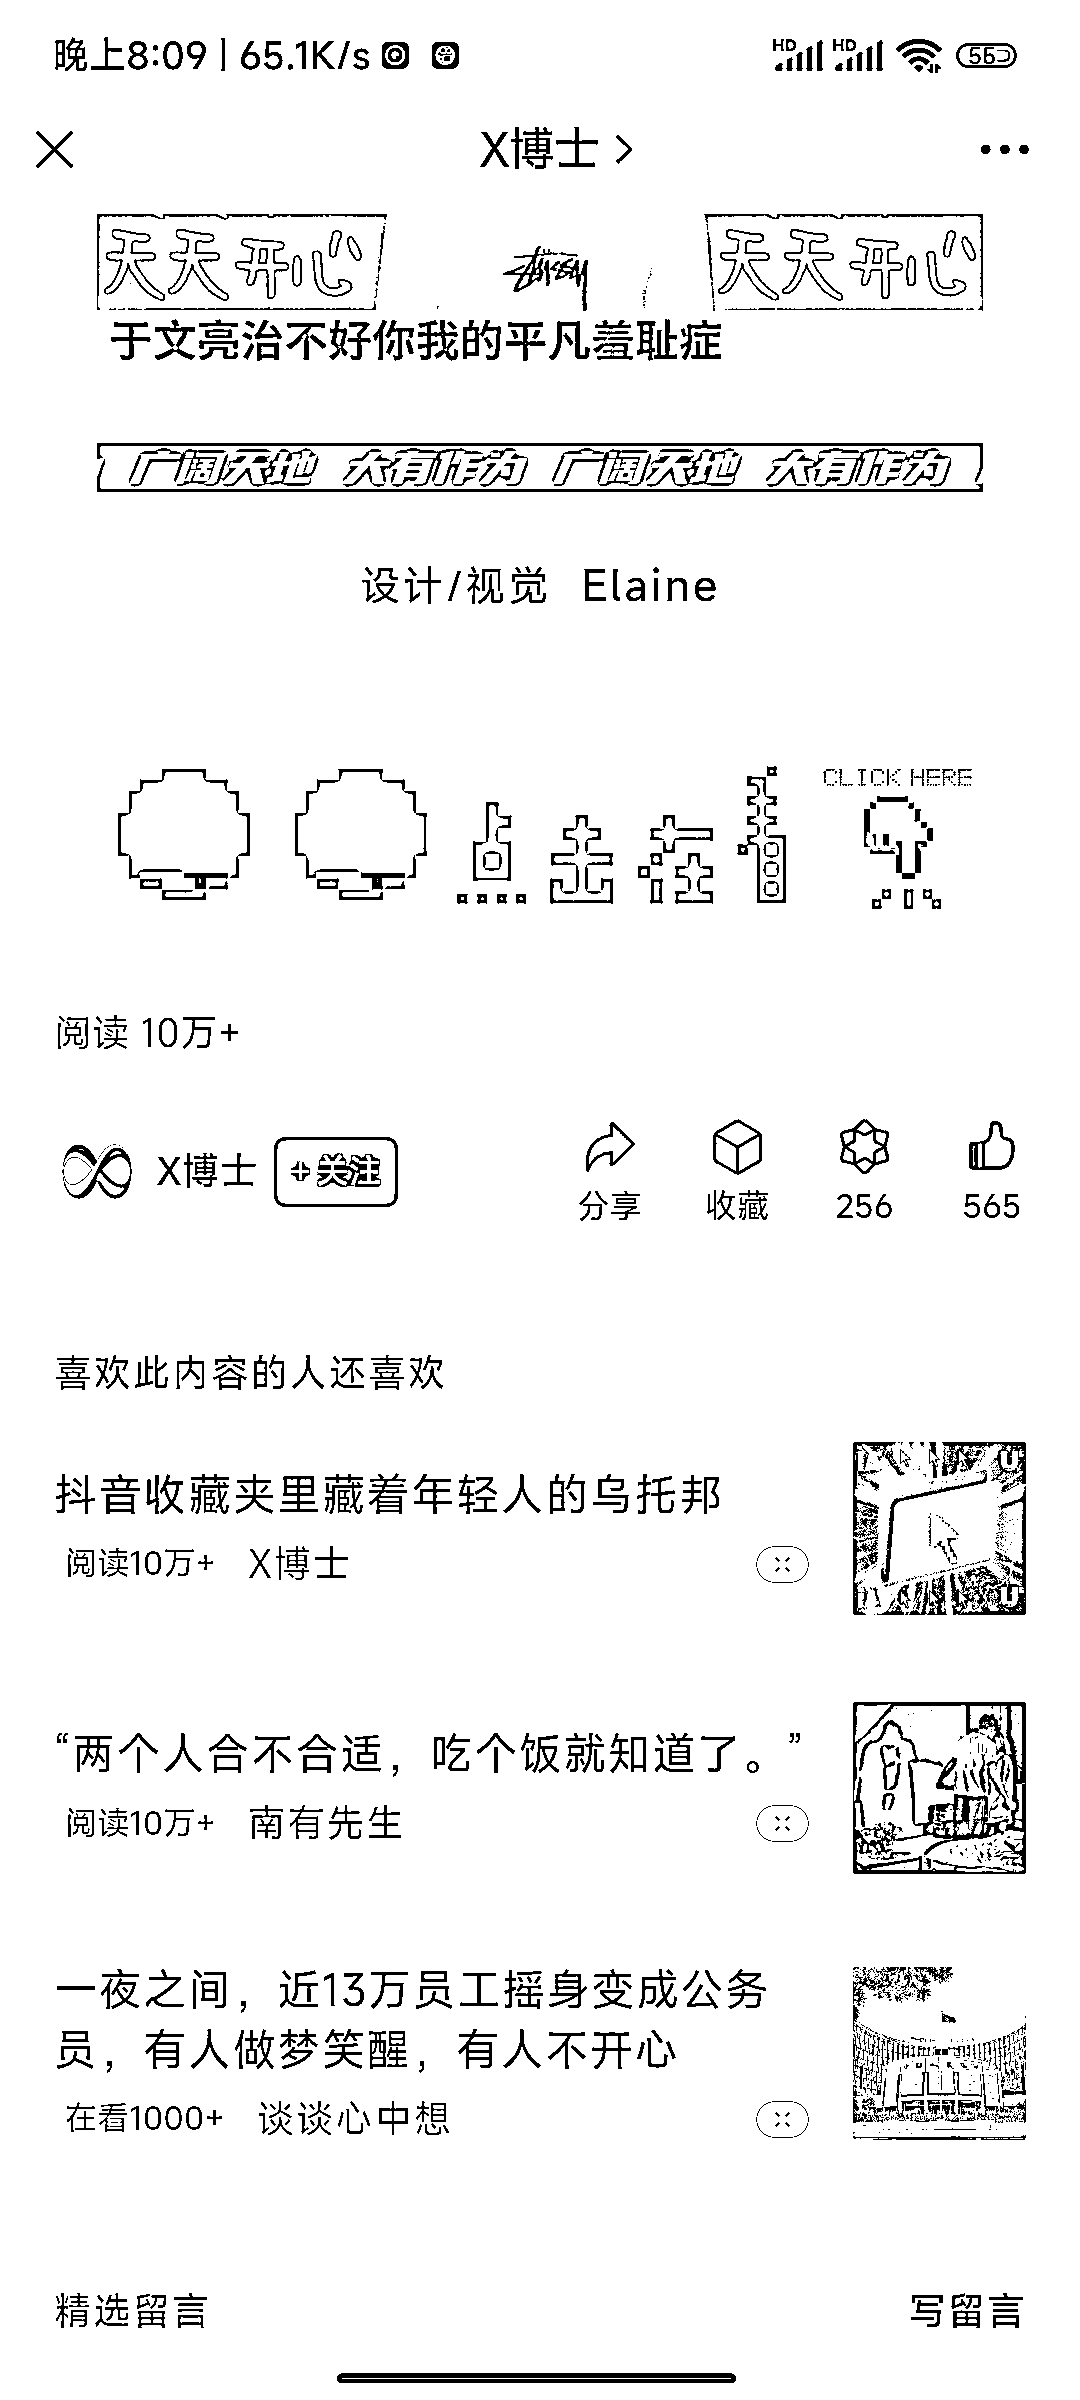 晚上8:09 | 65.1K/s
HD HD 55
X博士 >
天天开心 STUSSY 天天开心
于文亮治不好你我的平凡羞耻症
广阔天地 大有作为 广阔天地 大有作为
设计/视觉 Elaine
CLICK HERE
点击在看
阅读 10万+
X博士 +关注
分享 收藏 256 565
喜欢此内容的人还喜欢
抖音收藏夹里藏着年轻人的乌托邦
阅读10万+ X博士
“两个人合不合适，吃个饭就知道了。”
阅读10万+ 南有先生
一夜之间，近13万员工摇身变成公务
员，有人做梦笑醒，有人不开心
在看1000+ 谈谈心中想
精选留言 写留言